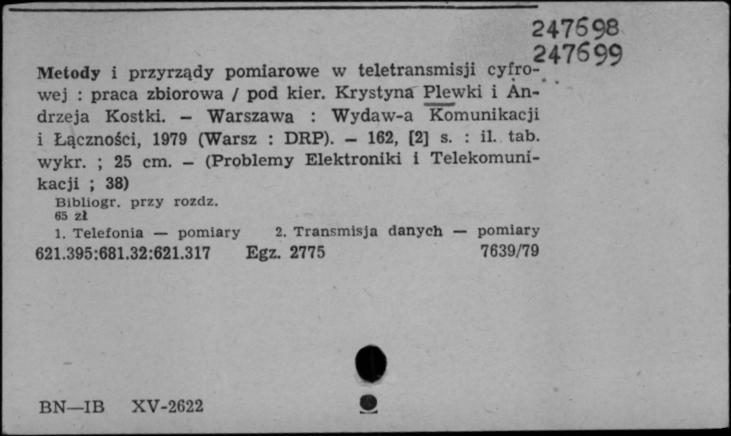 247698
247699
Metody i przyrządy pomiarowe w teletransmisji cyfro-
wej : praca zbiorowa / pod kier. Krystyna Plewki i An-
drzeja Kostki. — Warszawa : Wydaw-a Komunikacji
i Łączności, 1979 (Warsz : DRP). — 162, [2] s. : il. tab.
wykr. ; 25 cm. — (Problemy Elektroniki i Telekomuni-
kacji ; 38)
Bibliogr. przy rozdz.
65 zł
1. Telefonia — pomiary 2. Transmisja danych — pomiary
621.395:681.32:621.317 Egz. 2775 7639/79
BN—IB XV-2622